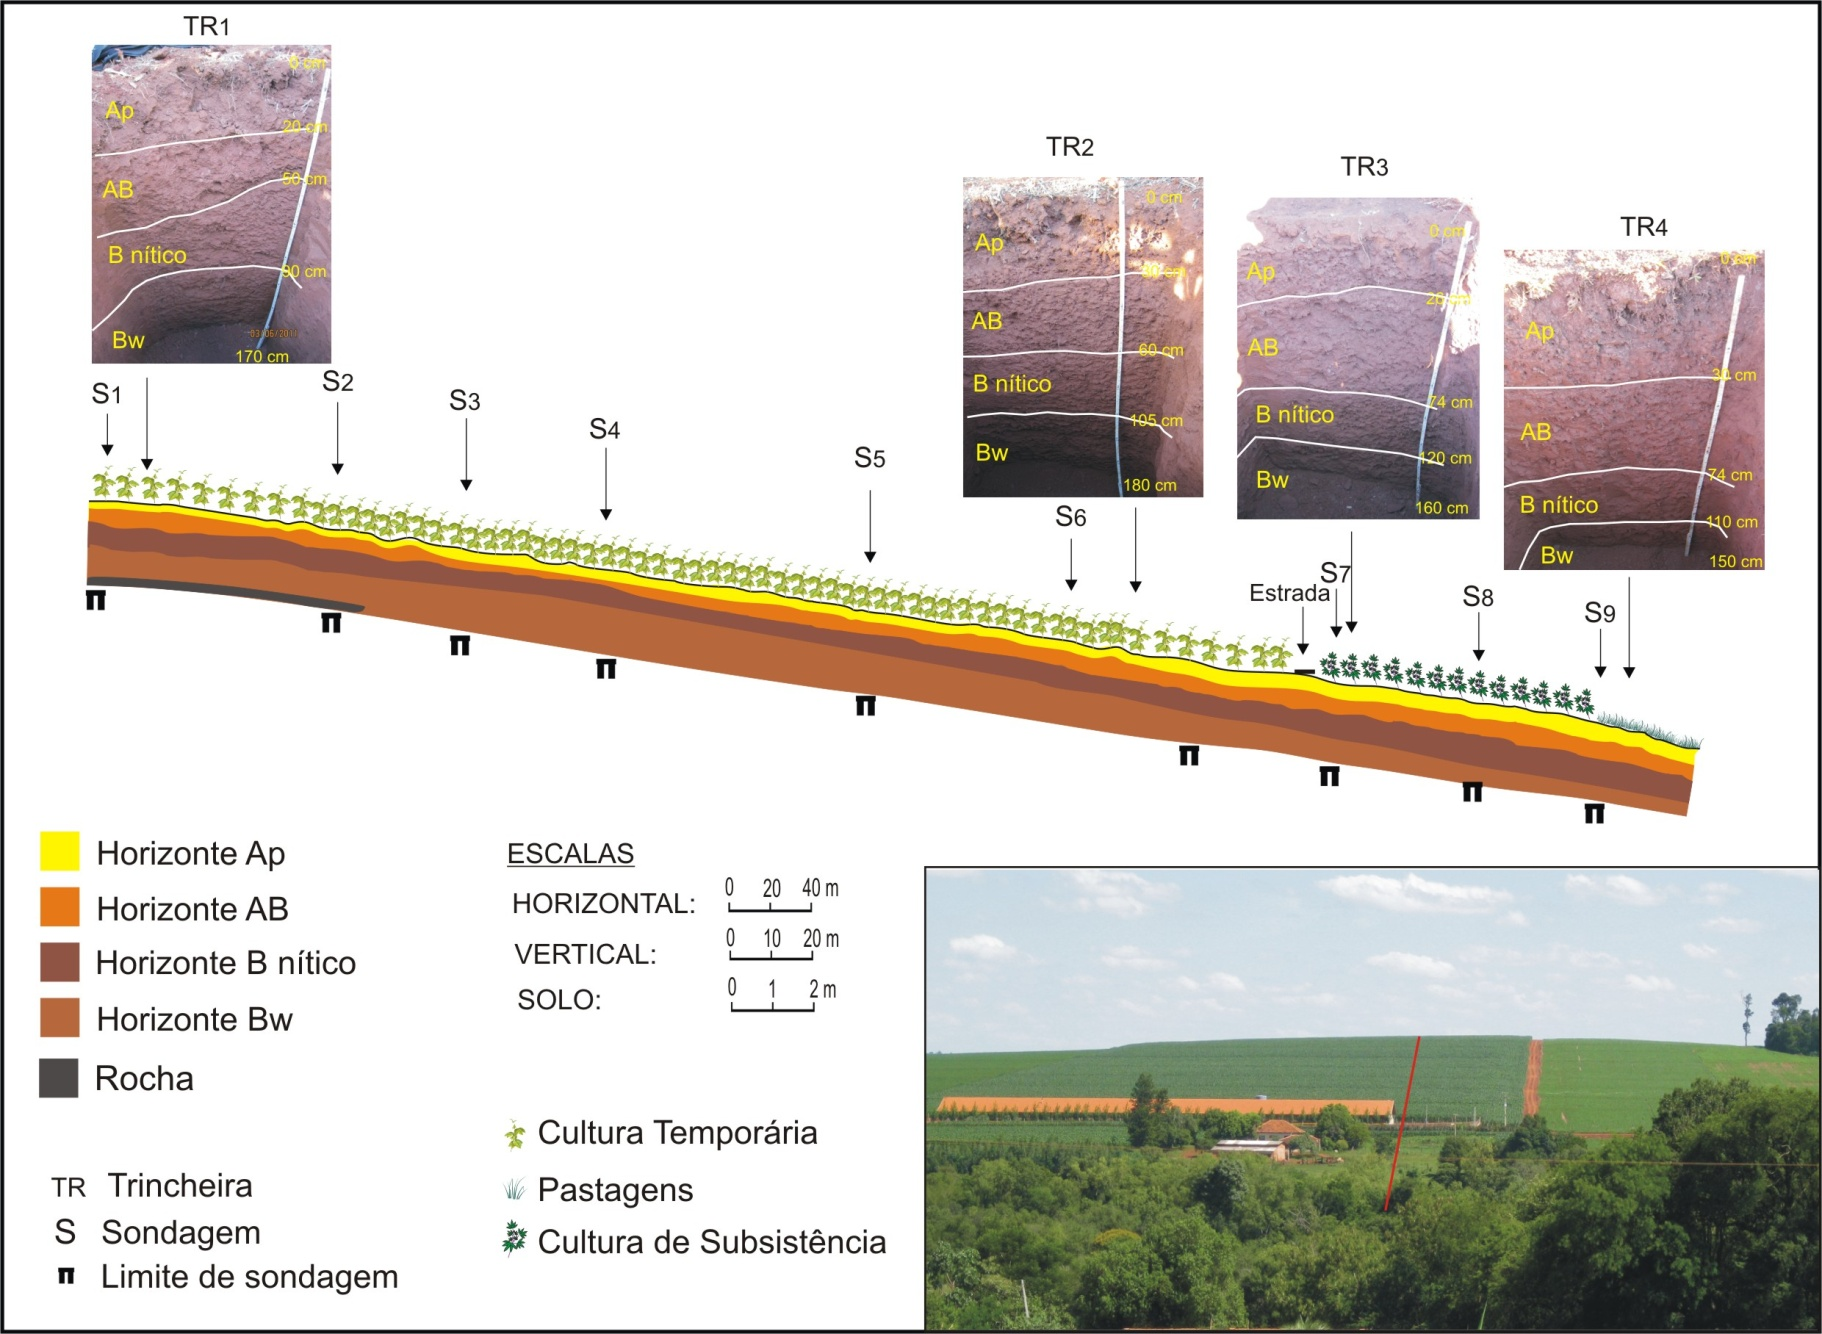 TR1
0 cm
Ap
20 cm
AB
50 cm
B nítico
90 cm
Bw
03/06/2011
170 cm
TR2
0 cm
Ap
30 cm
AB
60 cm
B nítico
105 cm
Bw
180 cm
TR3
0 cm
Ap
26 cm
AB
74 cm
B nítico
120 cm
Bw
160 cm
TR4
0 cm
Ap
30 cm
AB
74 cm
B nítico
110 cm
Bw
150 cm
S1
S2
S3
S4
S5
S6
Estrada
S7
S8
S9
Horizonte Ap
Horizonte AB
Horizonte B nítico
Horizonte Bw
Rocha
TR Trincheira
S Sondagem
Limite de sondagem
ESCALAS
HORIZONTAL: 0 20 40 m
VERTICAL: 0 10 20 m
SOLO: 0 1 2 m
Cultura Temporária
Pastagens
Cultura de Subsistência